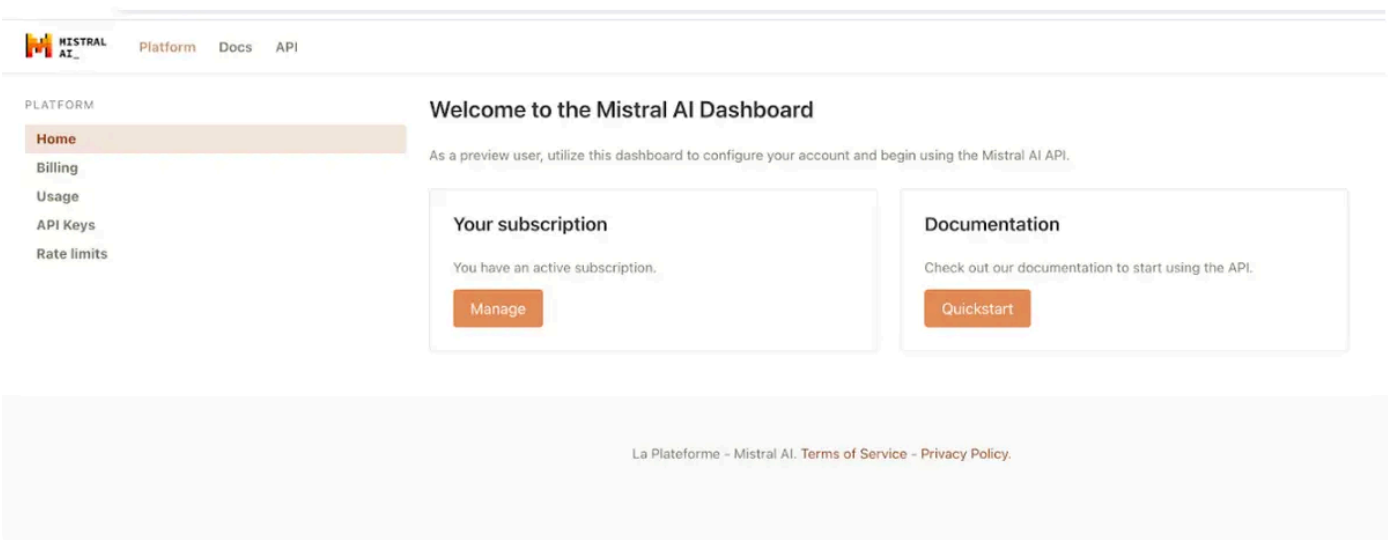 MISTRAL
AI_
Platform Docs API
PLATFORM
Home
Billing
Usage
API Keys
Rate limits
Welcome to the Mistral AI Dashboard
As a preview user, utilize this dashboard to configure your account and begin using the Mistral AI API.
Your subscription
You have an active subscription.
Manage
Documentation
Check out our documentation to start using the API.
Quickstart
La Plateforme - Mistral AI. Terms of Service - Privacy Policy.